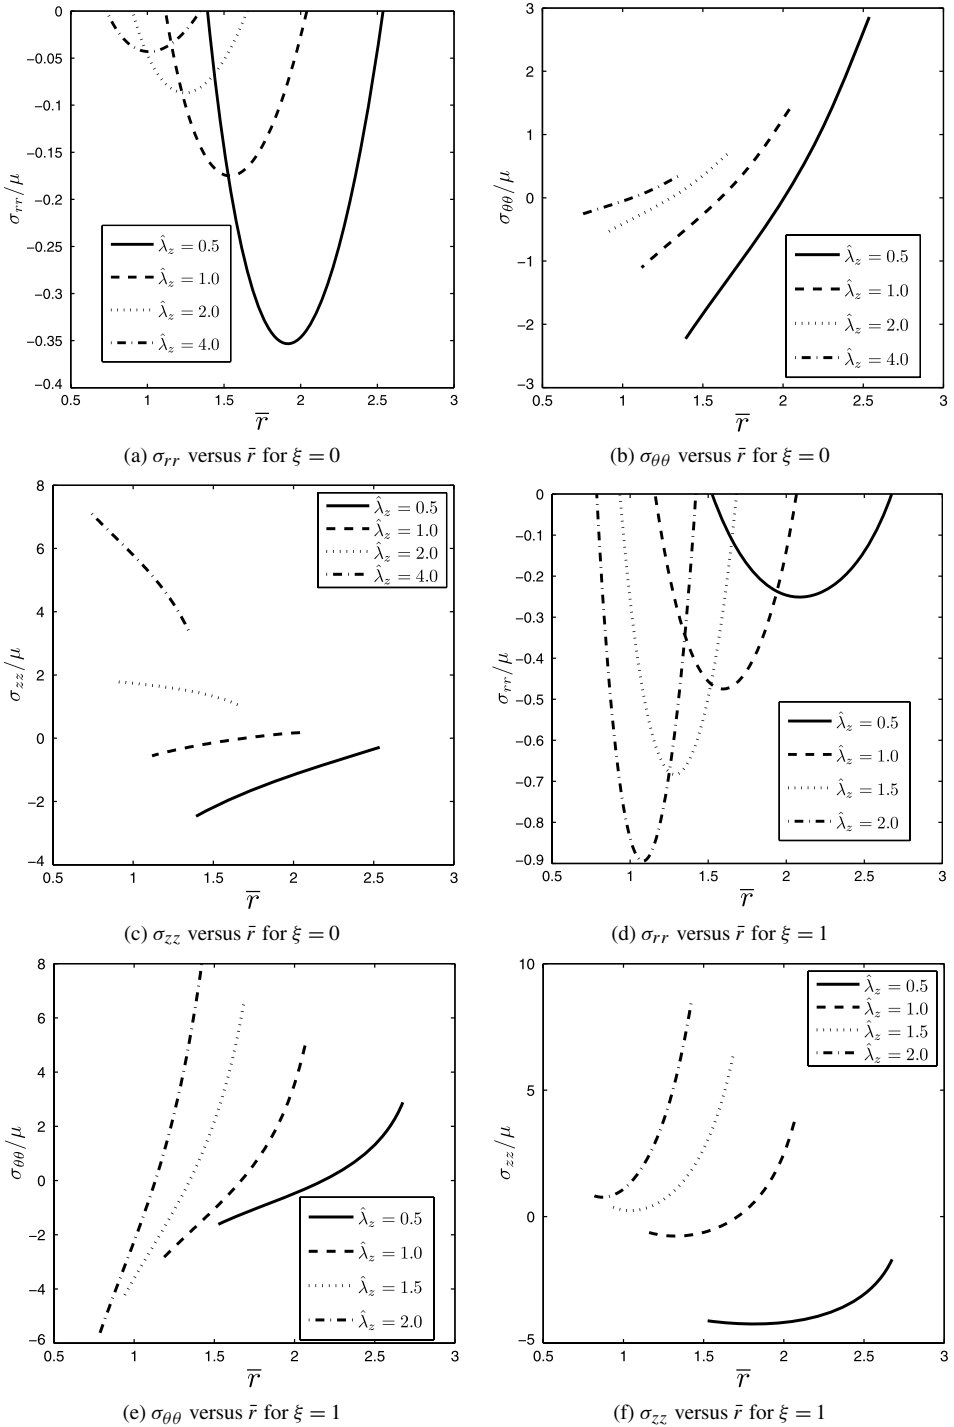 0
−0.05
−0.1
−0.15
−0.2
−0.25
−0.3
−0.35
−0.4
σ_rr/μ
λ̂_z = 0.5
λ̂_z = 1.0
λ̂_z = 2.0
λ̂_z = 4.0
0.5 1 1.5 2 2.5 3
r̅
(a) σ_rr versus r̄ for ξ = 0
3
2
1
0
−1
−2
−3
σ_θθ/μ
λ̂_z = 0.5
λ̂_z = 1.0
λ̂_z = 2.0
λ̂_z = 4.0
0.5 1 1.5 2 2.5 3
r̅
(b) σ_θθ versus r̄ for ξ = 0
8
6
4
2
0
−2
−4
σ_zz/μ
λ̂_z = 0.5
λ̂_z = 1.0
λ̂_z = 2.0
λ̂_z = 4.0
0.5 1 1.5 2 2.5 3
r̅
(c) σ_zz versus r̄ for ξ = 0
0
−0.1
−0.2
−0.3
−0.4
−0.5
−0.6
−0.7
−0.8
−0.9
σ_rr/μ
λ̂_z = 0.5
λ̂_z = 1.0
λ̂_z = 1.5
λ̂_z = 2.0
0.5 1 1.5 2 2.5 3
r̅
(d) σ_rr versus r̄ for ξ = 1
8
6
4
2
0
−2
−4
−6
σ_θθ/μ
λ̂_z = 0.5
λ̂_z = 1.0
λ̂_z = 1.5
λ̂_z = 2.0
0.5 1 1.5 2 2.5 3
r̅
(e) σ_θθ versus r̄ for ξ = 1
10
5
0
−5
σ_zz/μ
λ̂_z = 0.5
λ̂_z = 1.0
λ̂_z = 1.5
λ̂_z = 2.0
0.5 1 1.5 2 2.5 3
r̅
(f) σ_zz versus r̄ for ξ = 1